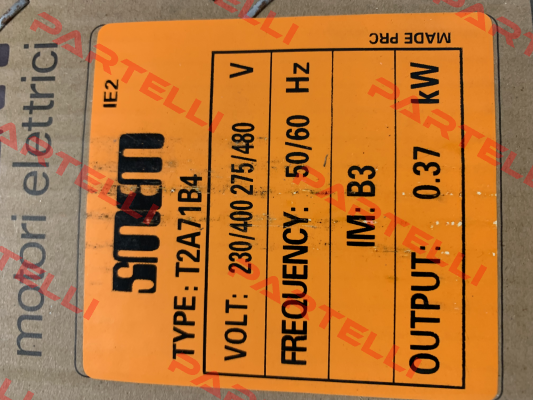 motori elettrici
IE2
smem
MADE PRC
TYPE: T2A71B4
VOLT: 230/400 275/480 V
FREQUENCY: 50/60 Hz
IM: B3
OUTPUT: 0.37 kW
PARTELLI